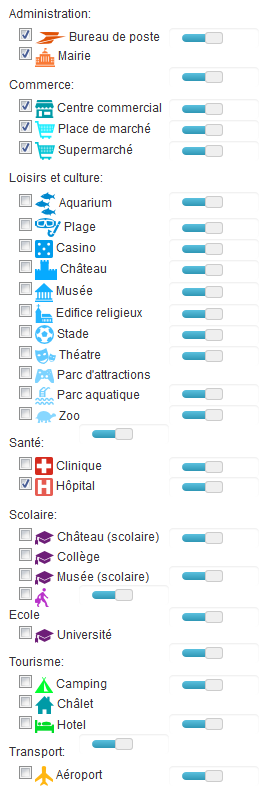 Administration:
Bureau de poste
Mairie
Commerce:
Centre commercial
Place de marché
Supermarché
Loisirs et culture:
Aquarium
Plage
Casino
Château
Musée
Edifice religieux
Stade
Théatre
Parc d'attractions
Parc aquatique
Zoo
Santé:
Clinique
Hôpital
Scolaire:
Château (scolaire)
Collège
Musée (scolaire)
Ecole
Université
Tourisme:
Camping
Châlet
Hotel
Transport:
Aéroport